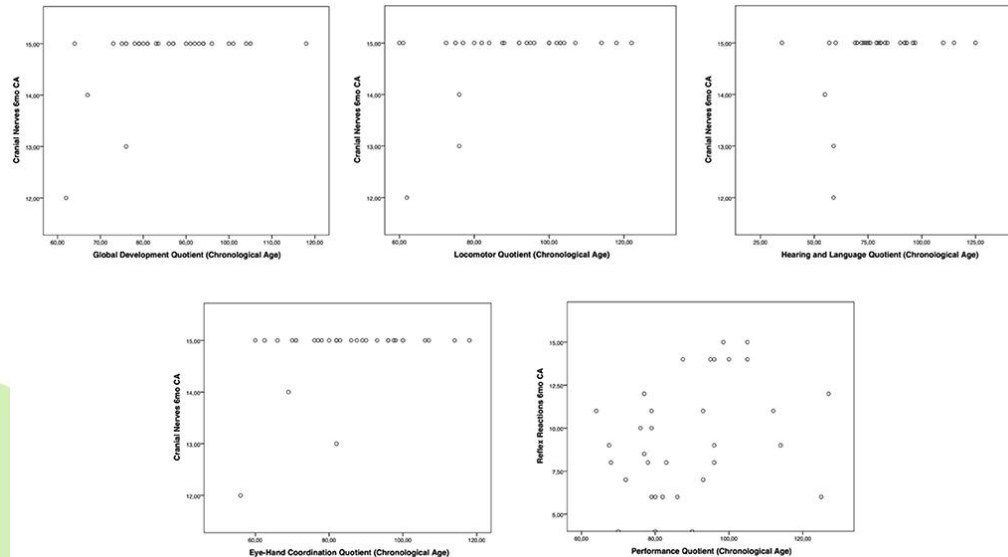 Cranial Nerves 6mo CA
15,00
14,00
13,00
12,00
60,00 70,00 80,00 90,00 100,00 110,00 120,00
Global Development Quotient (Chronological Age)
Cranial Nerves 6mo CA
15,00
14,00
13,00
12,00
60,00 80,00 100,00 120,00
Locomotor Quotient (Chronological Age)
Cranial Nerves 6mo CA
15,00
14,00
13,00
12,00
25,00 50,00 75,00 100,00 125,00
Hearing and Language Quotient (Chronological Age)
Cranial Nerves 6mo CA
15,00
14,00
13,00
12,00
60,00 80,00 100,00 120,00
Eye-Hand Coordination Quotient (Chronological Age)
Reflex Reactions 6mo CA
15,00
12,50
10,00
7,50
5,00
60,00 80,00 100,00 120,00
Performance Quotient (Chronological Age)